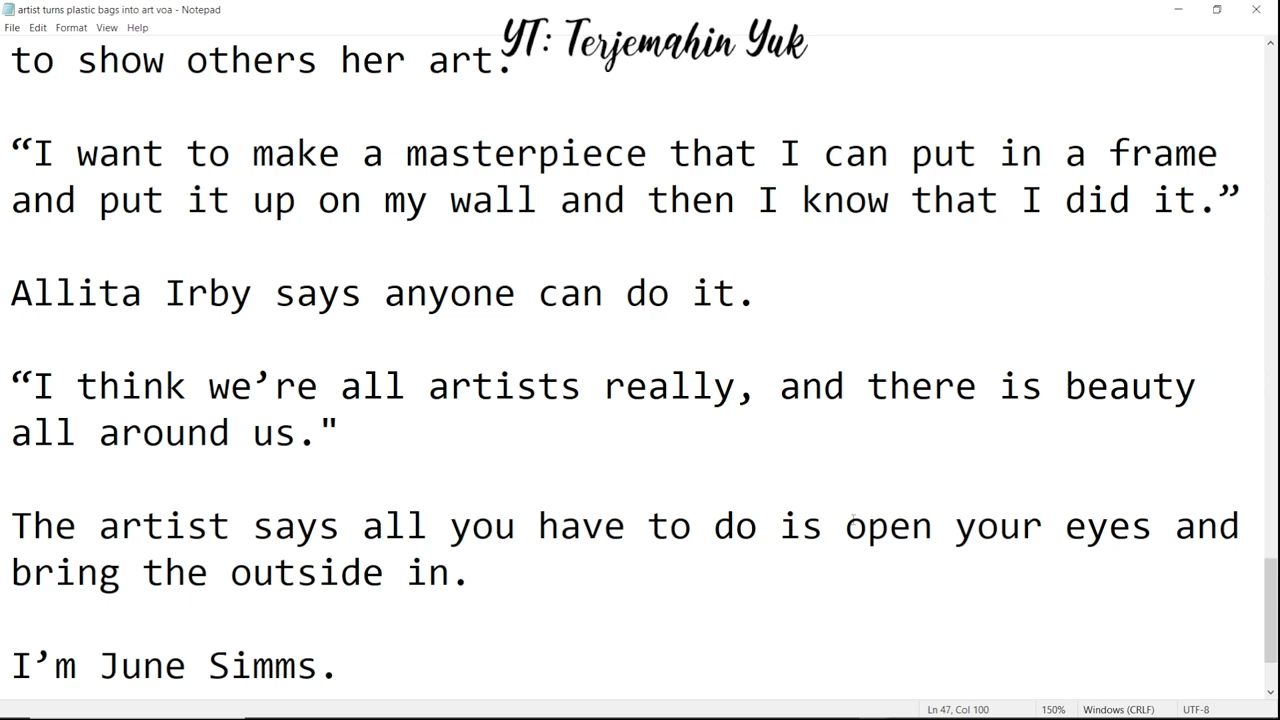 artist turns plastic bags into art voa - Notepad
File Edit Format View Help
YT: Terjemahin Yuk
to show others her art.
“I want to make a masterpiece that I can put in a frame
and put it up on my wall and then I know that I did it.”
Allita Irby says anyone can do it.
“I think we’re all artists really, and there is beauty
all around us."
The artist says all you have to do is open your eyes and
bring the outside in.
I’m June Simms.
Ln 47, Col 100 150% Windows (CRLF) UTF-8